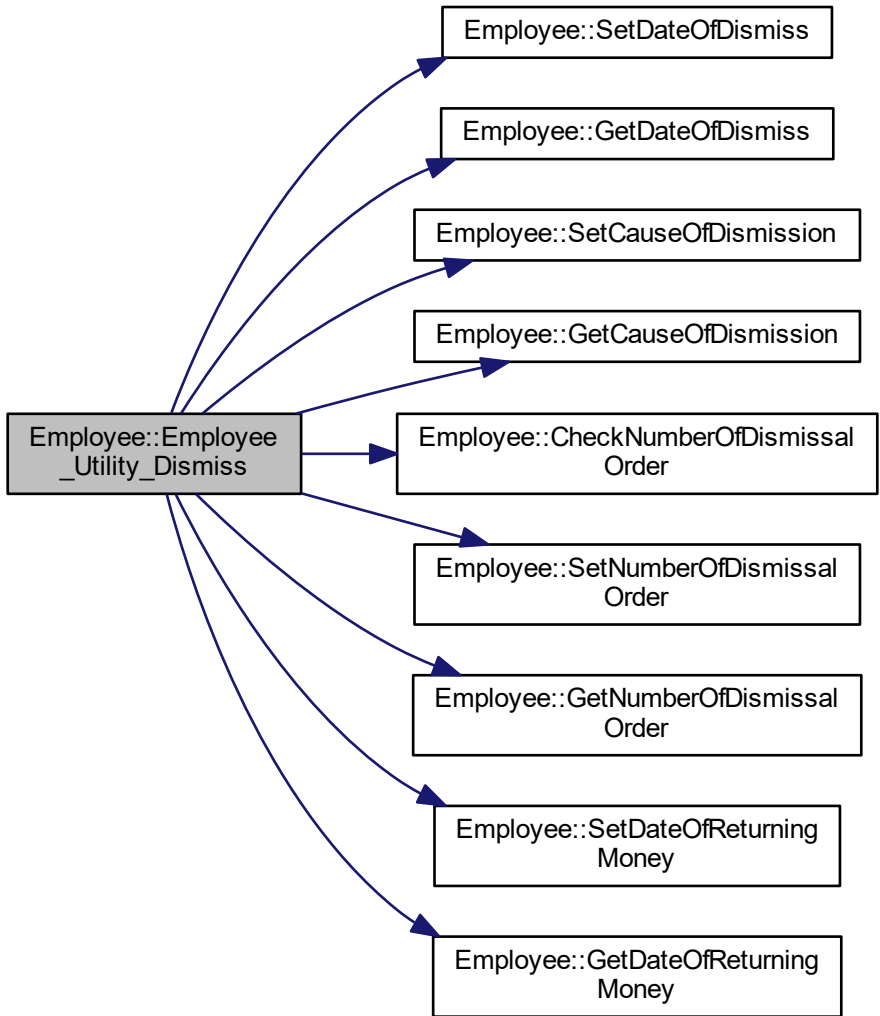 Employee::SetDateOfDismiss
Employee::GetDateOfDismiss
Employee::SetCauseOfDismission
Employee::GetCauseOfDismission
Employee::Employee
_Utility_Dismiss
Employee::CheckNumberOfDismissal
Order
Employee::SetNumberOfDismissal
Order
Employee::GetNumberOfDismissal
Order
Employee::SetDateOfReturning
Money
Employee::GetDateOfReturning
Money